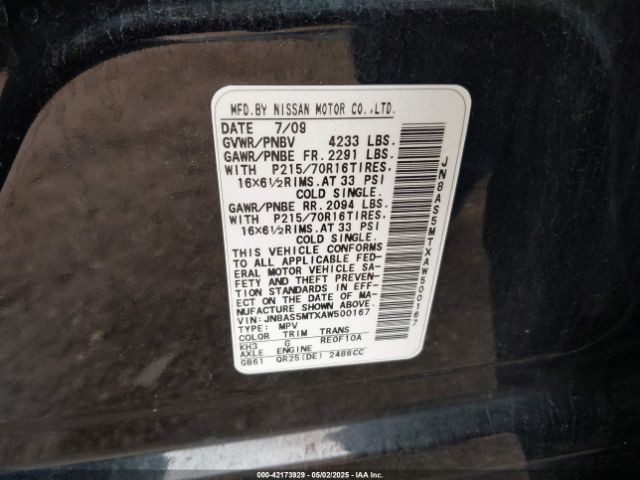 MFD.BY NISSAN MOTOR CO.,LTD.
DATE 7/09
GVWR/PNBV 4233 LBS.
GAWR/PNBE FR. 2291 LBS.
WITH P215/70R16TIRES.
16X6½RIMS.AT 33 PSI
COLD SINGLE.
GAWR/PNBE RR. 2094 LBS.
WITH P215/70R16TIRES.
16X6½RIMS.AT 33 PSI
COLD SINGLE.
THIS VEHICLE CONFORMS
TO ALL APPLICABLE FED-
ERAL MOTOR VEHICLE SA-
FETY AND THEFT PREVEN-
TION STANDARDS IN
EFFECT ON THE DATE OF MA-
NUFACTURE SHOWN ABOVE.
VIN: JN8AS5MTXAW500167
TYPE: MPV
COLOR TRIM TRANS
KH3 G RE0F10A
AXLE ENGINE
GB61 QR25(DE) 2488CC
JN8AS5MTXAW500167
000-42173929 - 05/02/2025 - IAAI.COM